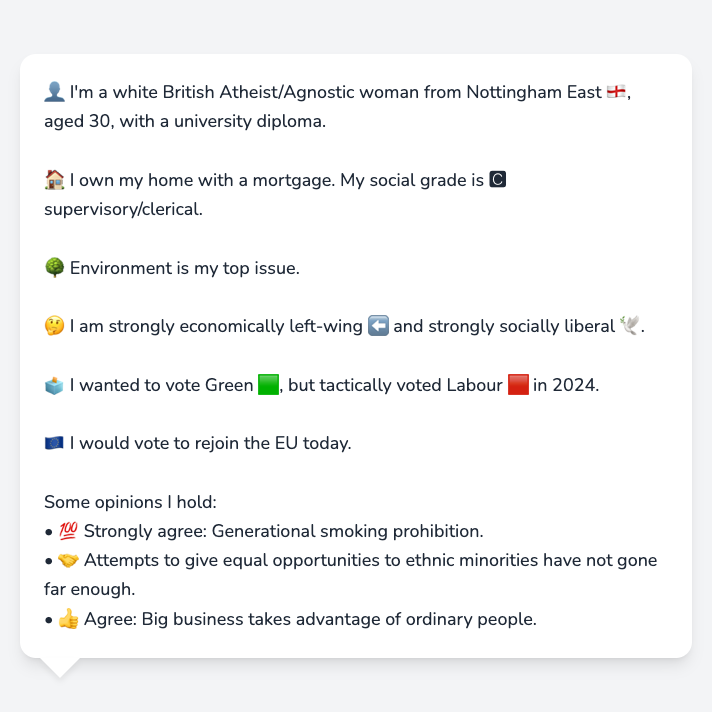 👤 I'm a white British Atheist/Agnostic woman from Nottingham East 🏴󠁧󠁢󠁥󠁮󠁧󠁿,
aged 30, with a university diploma.
🏠 I own my home with a mortgage. My social grade is C
supervisory/clerical.
🌳 Environment is my top issue.
🤔 I am strongly economically left-wing ⬅️ and strongly socially liberal 🕊️.
🗳️ I wanted to vote Green 🟩, but tactically voted Labour 🟥 in 2024.
🇪🇺 I would vote to rejoin the EU today.
Some opinions I hold:
• 💯 Strongly agree: Generational smoking prohibition.
• 🤝 Attempts to give equal opportunities to ethnic minorities have not gone
far enough.
• 👍 Agree: Big business takes advantage of ordinary people.